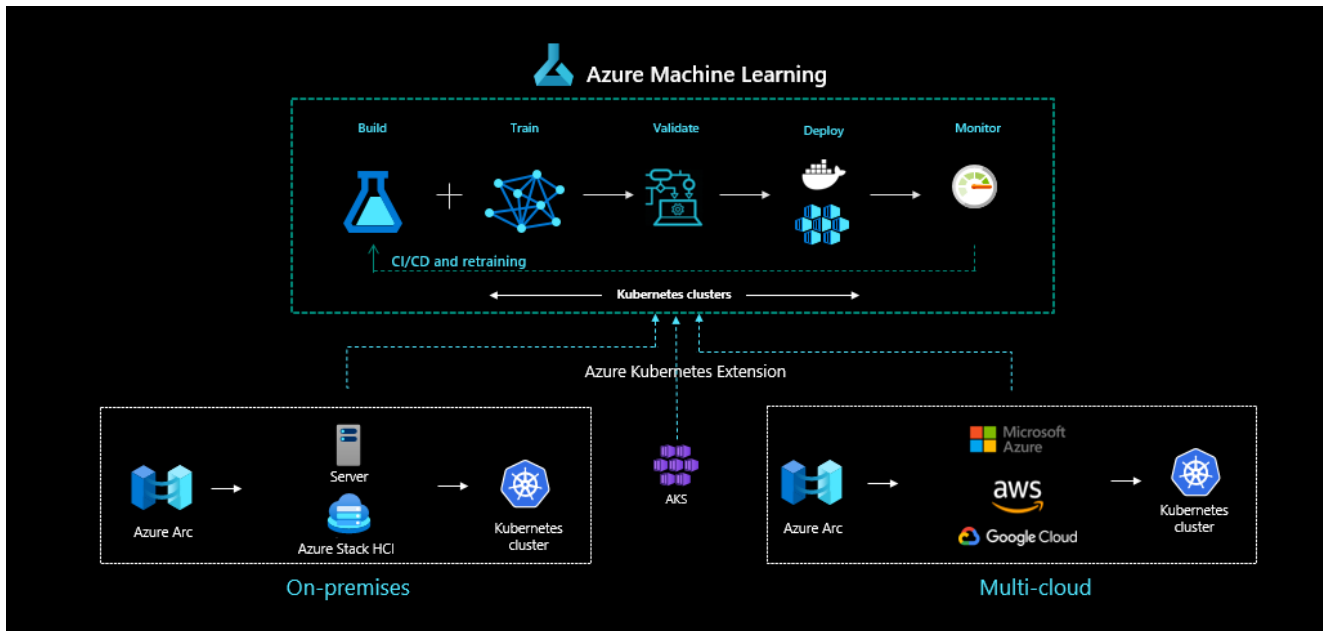 Azure Machine Learning
Build
Train
Validate
Deploy
Monitor
CI/CD and retraining
Kubernetes clusters
Azure Kubernetes Extension
Azure Arc
Server
Azure Stack HCI
Kubernetes
cluster
On-premises
AKS
Azure Arc
Microsoft
Azure
aws
Google Cloud
Kubernetes
cluster
Multi-cloud